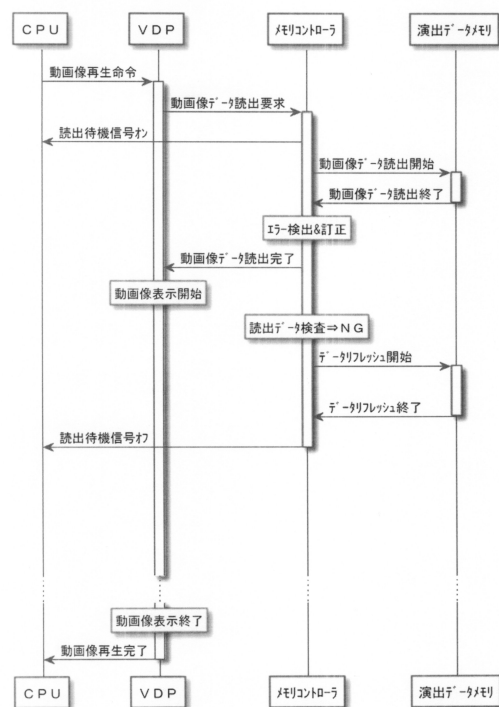 ＣＰＵ
ＶＤＰ
ﾒﾓﾘｺﾝﾄﾛｰﾗ
演出ﾃﾞｰﾀﾒﾓﾘ
動画像再生命令
動画像ﾃﾞｰﾀ読出要求
読出待機信号ｵﾝ
動画像ﾃﾞｰﾀ読出開始
動画像ﾃﾞｰﾀ読出終了
ｴﾗｰ検出&訂正
動画像ﾃﾞｰﾀ読出完了
動画像表示開始
読出ﾃﾞｰﾀ検査⇒ＮＧ
ﾃﾞｰﾀﾘﾌﾚｯｼｭ開始
ﾃﾞｰﾀﾘﾌﾚｯｼｭ終了
読出待機信号ｵﾌ
動画像表示終了
動画像再生完了
ＣＰＵ
ＶＤＰ
ﾒﾓﾘｺﾝﾄﾛｰﾗ
演出ﾃﾞｰﾀﾒﾓﾘ